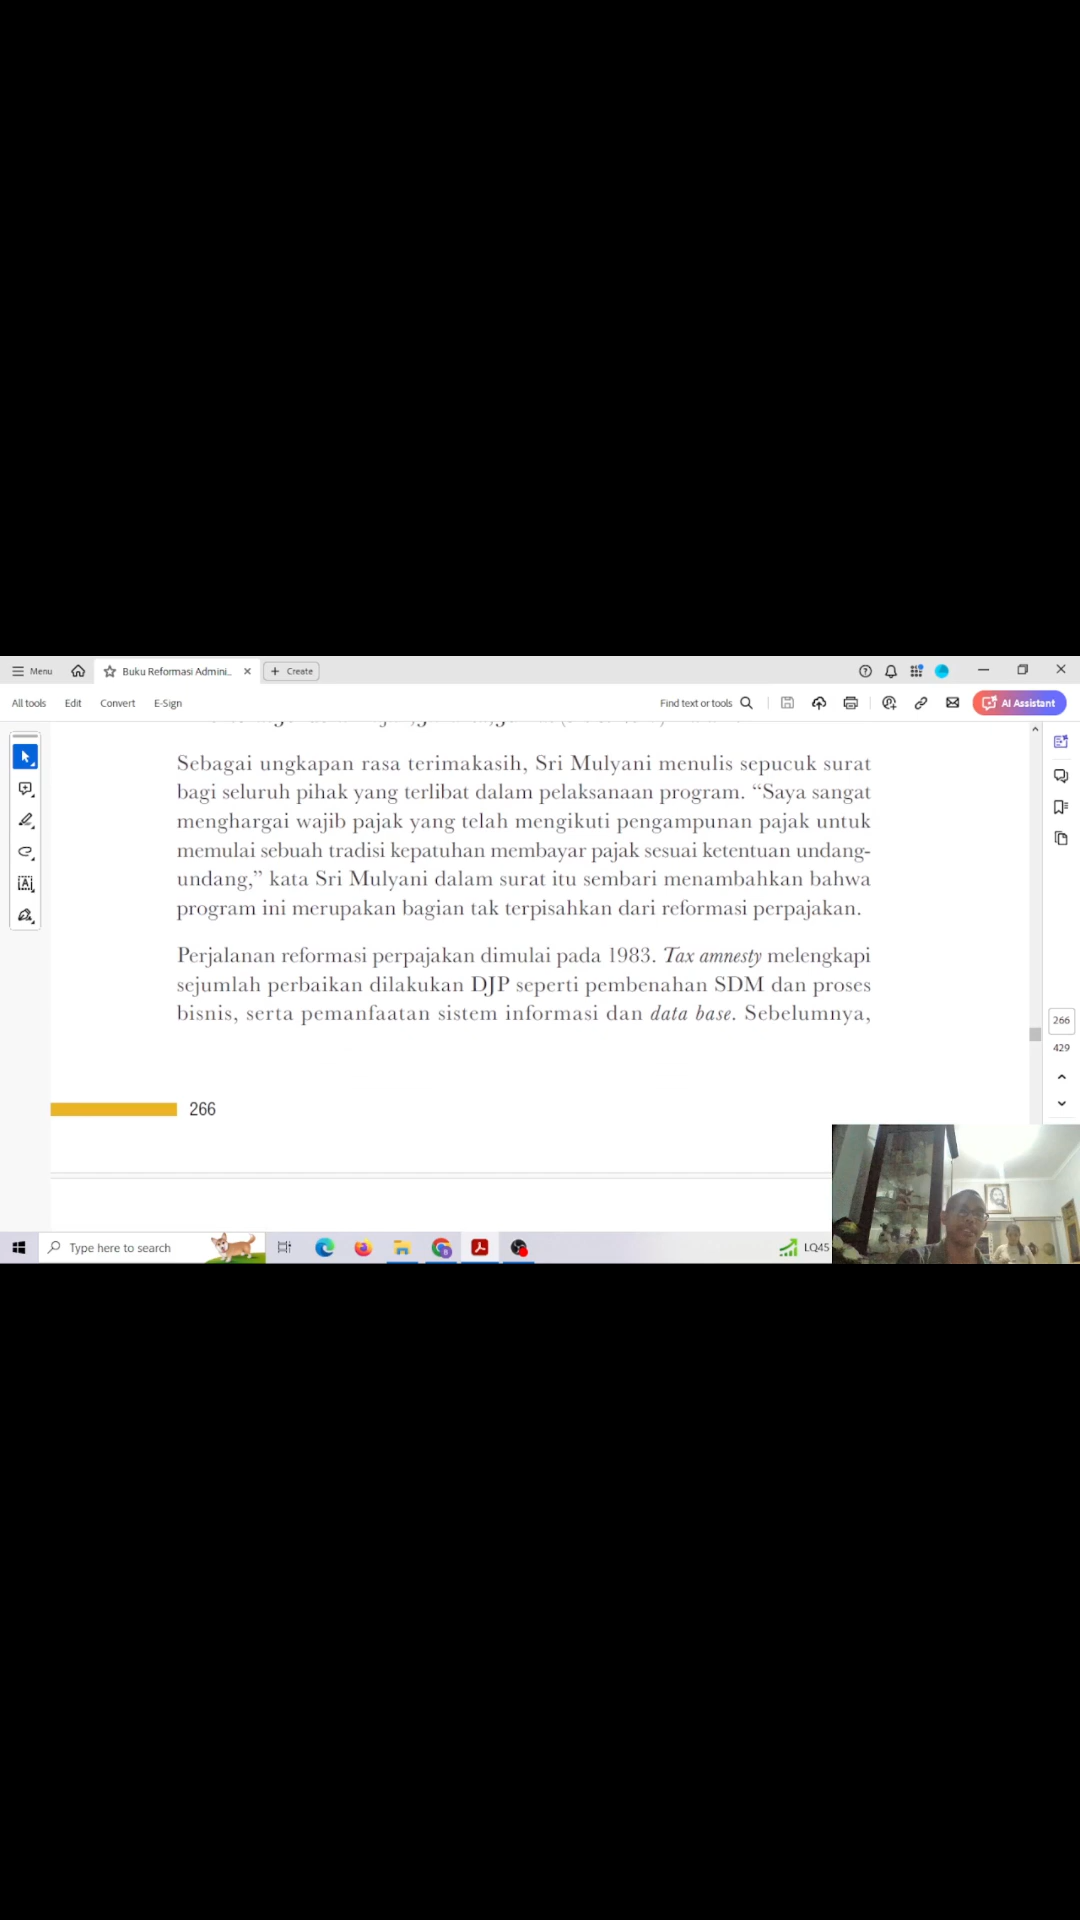 Menu
Buku Reformasi Admini..
Create
All tools
Edit
Convert
E-Sign
Find text or tools
AI Assistant
Sebagai ungkapan rasa terimakasih, Sri Mulyani menulis sepucuk surat
bagi seluruh pihak yang terlibat dalam pelaksanaan program. “Saya sangat
menghargai wajib pajak yang telah mengikuti pengampunan pajak untuk
memulai sebuah tradisi kepatuhan membayar pajak sesuai ketentuan undang-
undang,” kata Sri Mulyani dalam surat itu sembari menambahkan bahwa
program ini merupakan bagian tak terpisahkan dari reformasi perpajakan.
Perjalanan reformasi perpajakan dimulai pada 1983. Tax amnesty melengkapi
sejumlah perbaikan dilakukan DJP seperti pembenahan SDM dan proses
bisnis, serta pemanfaatan sistem informasi dan data base. Sebelumnya,
266
266
429
Type here to search
LQ45